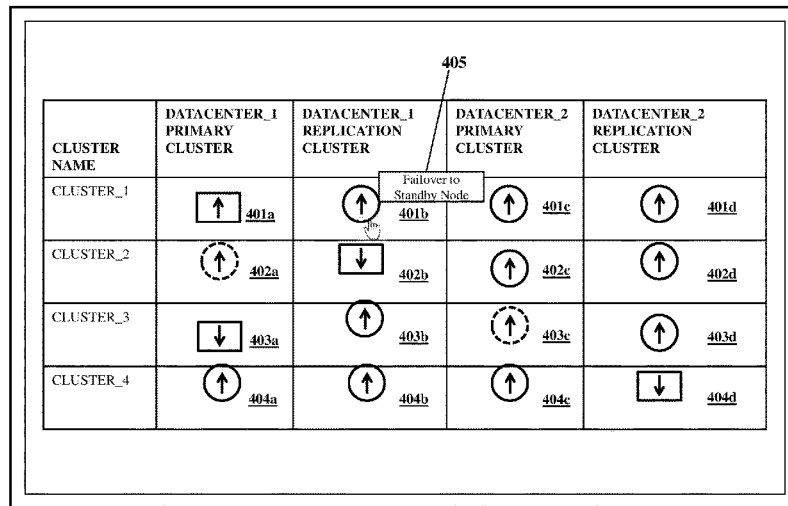 405
CLUSTER NAME
DATACENTER_1 PRIMARY CLUSTER
DATACENTER_1 REPLICATION CLUSTER
DATACENTER_2 PRIMARY CLUSTER
DATACENTER_2 REPLICATION CLUSTER
Failover to
Standby Node
CLUSTER_1
401a
401b
401c
401d
CLUSTER_2
402a
402b
402c
402d
CLUSTER_3
403a
403b
403c
403d
CLUSTER_4
404a
404b
404c
404d